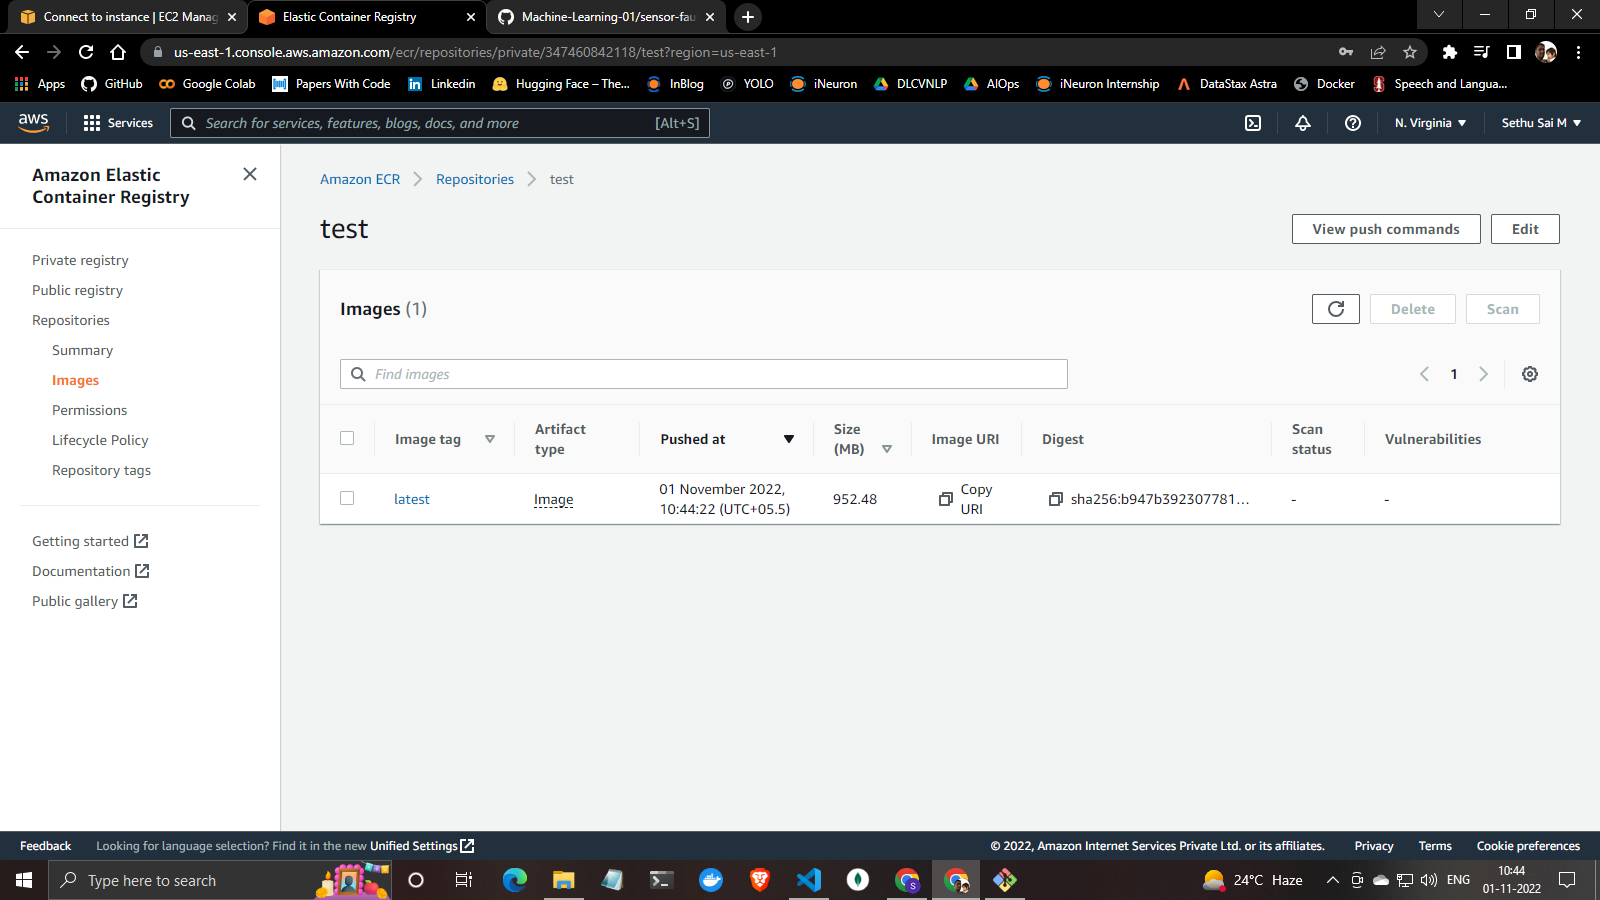 Connect to instance | EC2 Manag
Elastic Container Registry
Machine-Learning-01/sensor-fau
us-east-1.console.aws.amazon.com/ecr/repositories/private/347460842118/test?region=us-east-1
Apps GitHub Google Colab Papers With Code Linkedin Hugging Face – The... InBlog YOLO iNeuron DLCVNLP AIOps iNeuron Internship DataStax Astra Docker Speech and Langua...
aws Services Search for services, features, blogs, docs, and more [Alt+S] N. Virginia Sethu Sai M
Amazon Elastic
Container Registry
Private registry
Public registry
Repositories
Summary
Images
Permissions
Lifecycle Policy
Repository tags
Getting started
Documentation
Public gallery
Amazon ECR Repositories test
test
View push commands Edit
Images (1)
Delete Scan
Find images
1
Image tag
Artifact
type
Pushed at
Size
(MB)
Image URI
Digest
Scan
status
Vulnerabilities
latest
Image
01 November 2022,
10:44:22 (UTC+05.5)
952.48
Copy
URI
sha256:b947b392307781...
-
-
Feedback Looking for language selection? Find it in the new Unified Settings © 2022, Amazon Internet Services Private Ltd. or its affiliates. Privacy Terms Cookie preferences
Type here to search
24°C Haze
ENG
10:44
01-11-2022